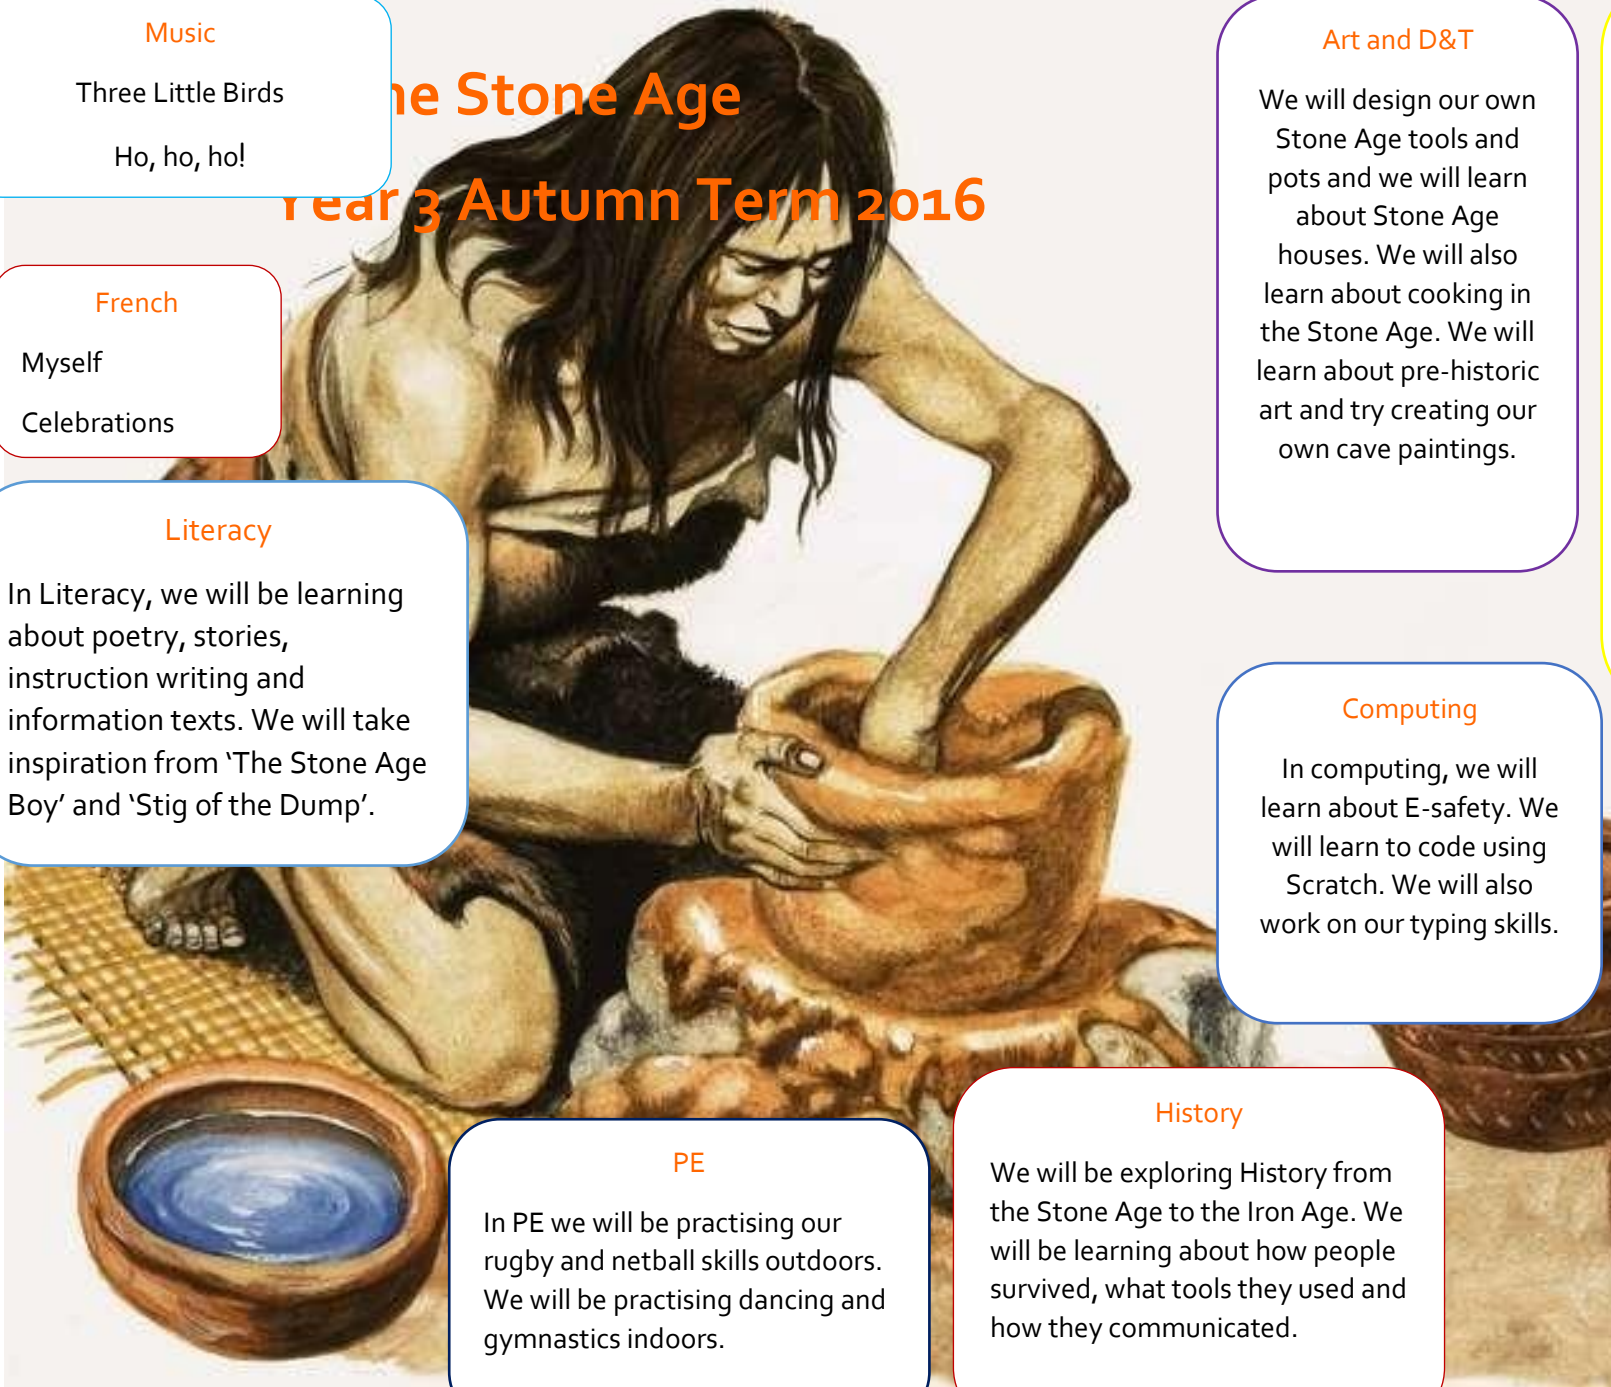 Music
Three Little Birds
Ho, ho, ho!
he Stone Age
Year 3 Autumn Term 2016
French
Myself
Celebrations
Literacy
In Literacy, we will be learning
about poetry, stories,
instruction writing and
information texts. We will take
inspiration from ‘The Stone Age
Boy’ and ‘Stig of the Dump’.
Art and D&T
We will design our own
Stone Age tools and
pots and we will learn
about Stone Age
houses. We will also
learn about cooking in
the Stone Age. We will
learn about pre-historic
art and try creating our
own cave paintings.
Computing
In computing, we will
learn about E-safety. We
will learn to code using
Scratch. We will also
work on our typing skills.
PE
In PE we will be practising our
rugby and netball skills outdoors.
We will be practising dancing and
gymnastics indoors.
History
We will be exploring History from
the Stone Age to the Iron Age. We
will be learning about how people
survived, what tools they used and
how they communicated.